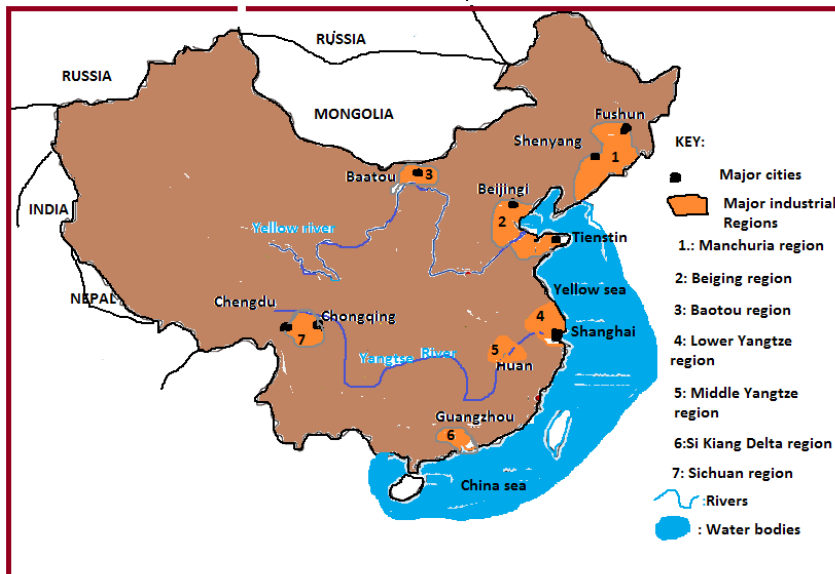 RUSSIA
RUSSIA
MONGOLIA
INDIA
NEPAL
Fushun
Shenyang
1
Baatou
3
Beijingi
2
Tienstin
Yellow river
Yellow sea
Chengdu
Chongqing
7
4
Shanghai
5
Huan
Yangtse River
Guangzhou
6
China sea
KEY:
Major cities
Major industrial
Regions
1.: Manchuria region
2: Beiging region
3: Baotou region
4: Lower Yangtze
region
5: Middle Yangtze
region
6:Si Kiang Delta region
7: Sichuan region
:Rivers
: Water bodies